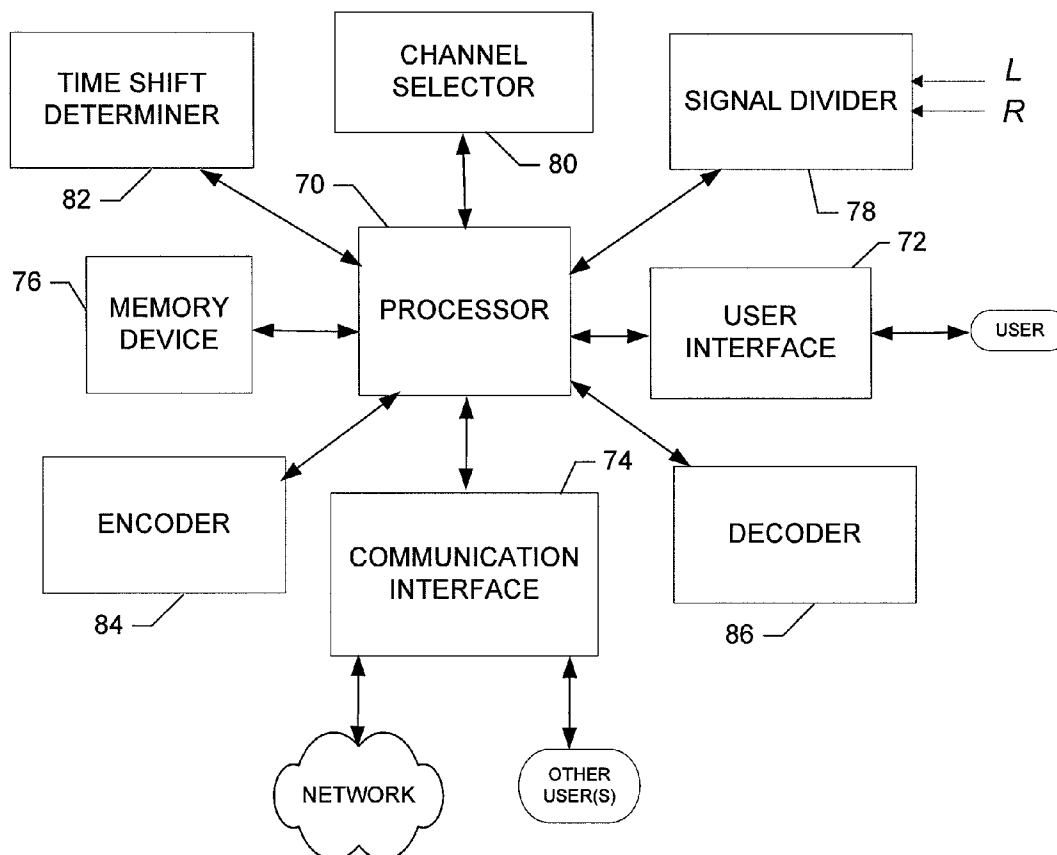 TIME SHIFT
DETERMINER
82
CHANNEL
SELECTOR
80
SIGNAL DIVIDER
L
R
78
70
PROCESSOR
76
MEMORY
DEVICE
72
USER
INTERFACE
USER
ENCODER
84
74
COMMUNICATION
INTERFACE
DECODER
86
NETWORK
OTHER
USER(S)